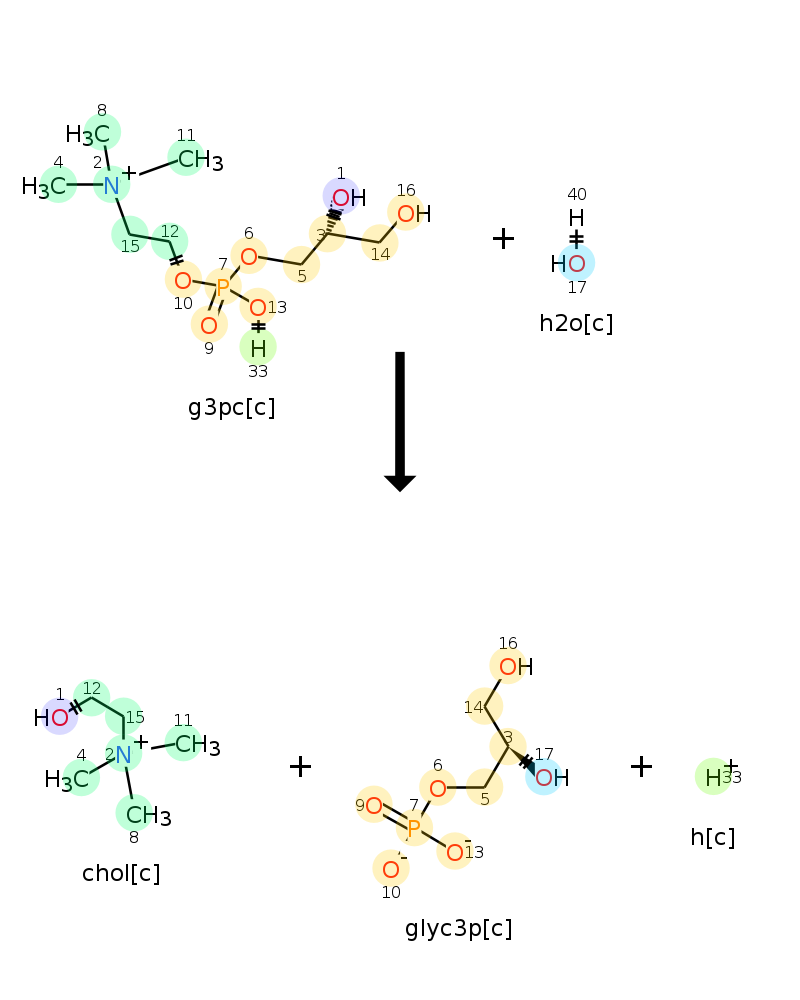 8
H3C
11
CH3
4
H3C
2
N+
1
OH
16
OH
40
H
15
12
6
O
3
14
5
+
HO
17
10
O
7
P
O
13
O
9
H
33
h2o[c]
g3pc[c]
16
OH
1
HO
12
15
14
11
CH3
2
N+
4
H3C
3
17
OH
+
6
O
5
+
H+
33
9
O
7
P
8
CH3
O-
13
O-
10
h[c]
chol[c]
glyc3p[c]